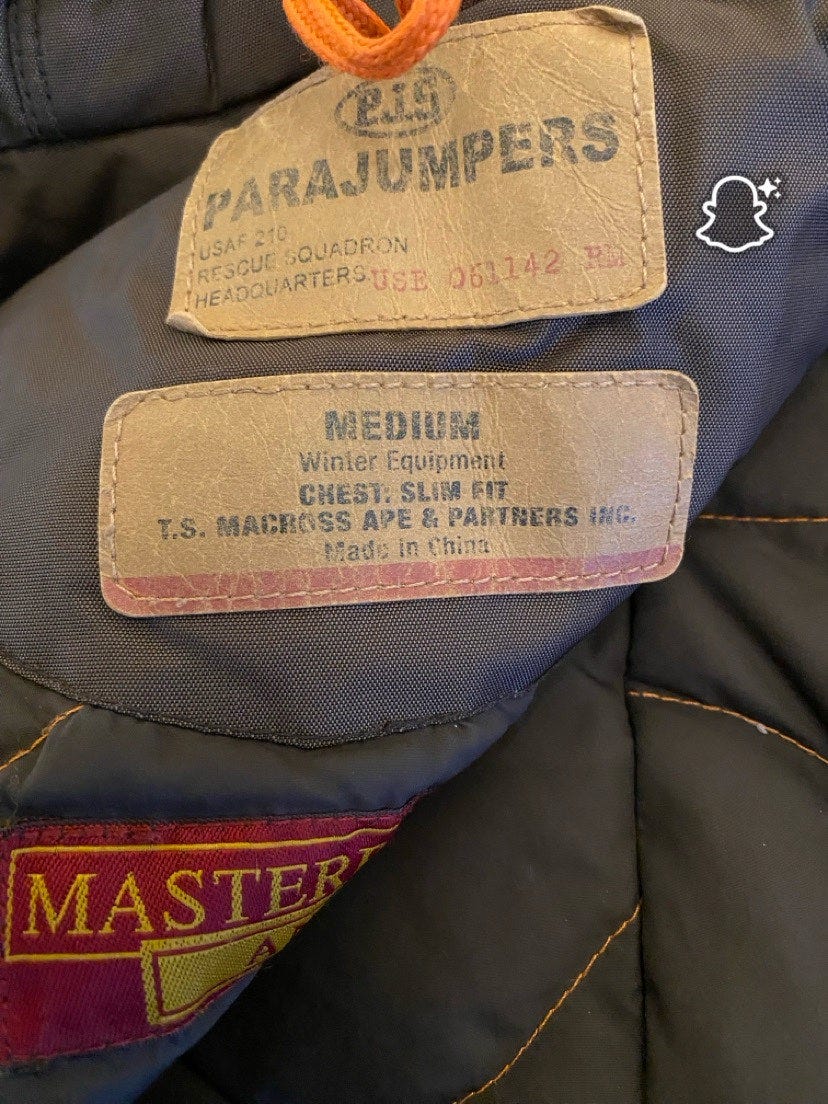 P.J.S
PARAJUMPERS
USAF 210
RESCUE SQUADRON
HEADQUARTERS
USE 061142 RM
MEDIUM
Winter Equipment
CHEST: SLIM FIT
T.S. MACROSS APE & PARTNERS INC.
Made in China
MASTER
A